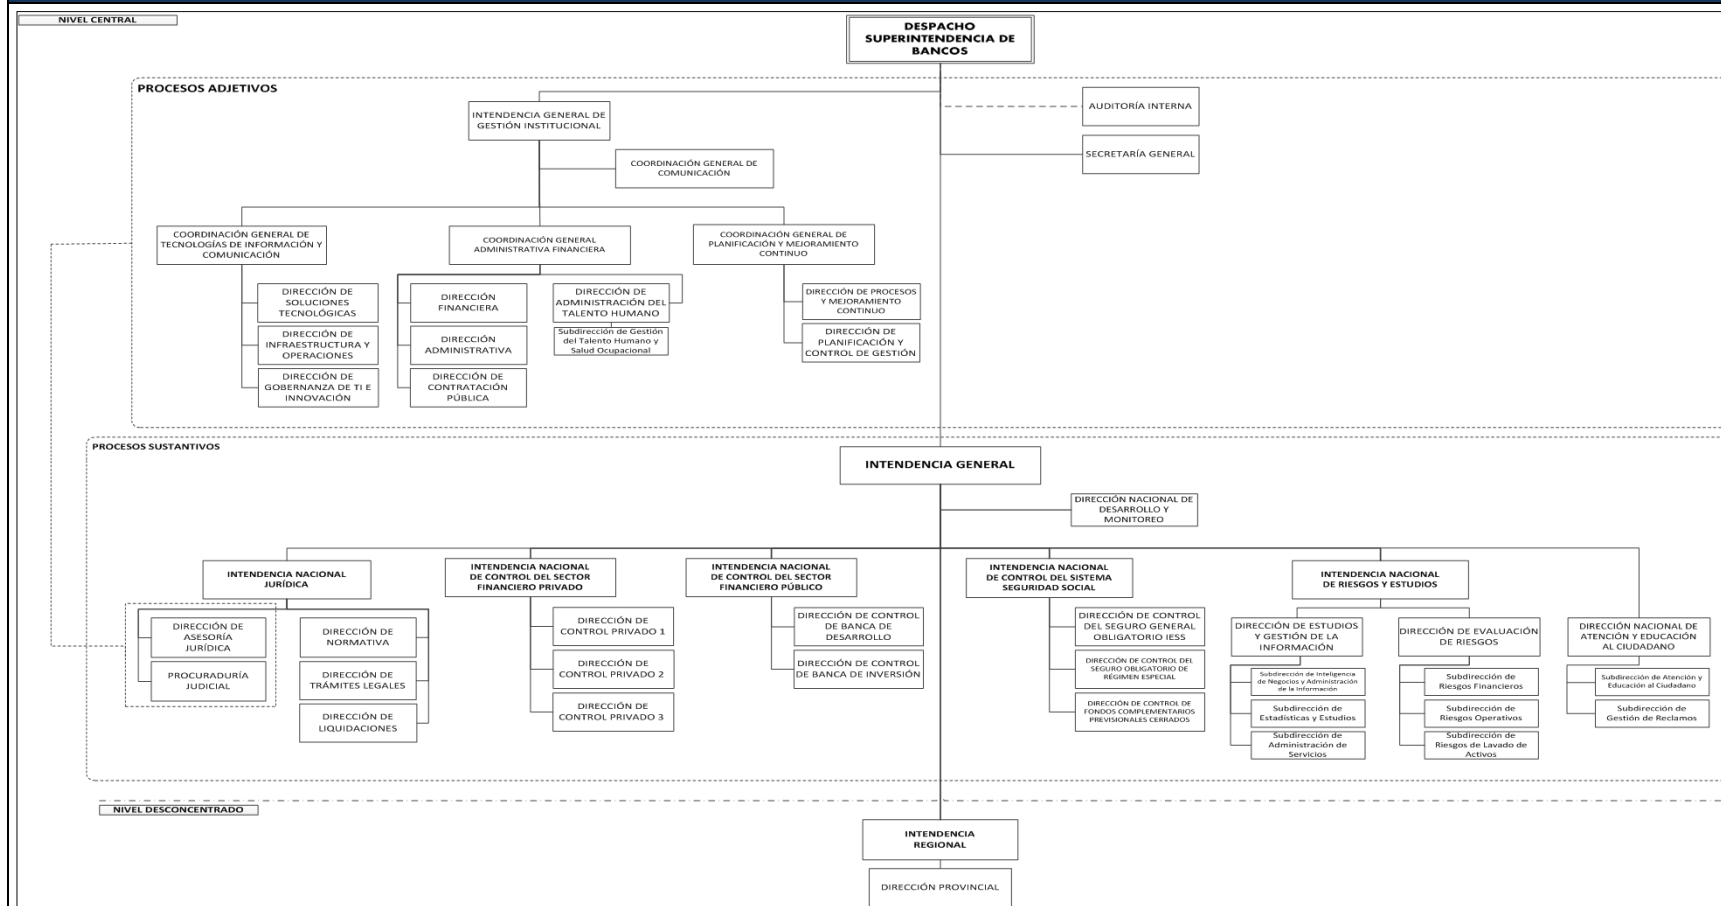 NIVEL CENTRAL
DESPACHO
SUPERINTENDENCIA DE
BANCOS
PROCESOS ADJETIVOS
AUDITORÍA INTERNA
INTENDENCIA GENERAL DE
GESTIÓN INSTITUCIONAL
SECRETARÍA GENERAL
COORDINACIÓN GENERAL DE
COMUNICACIÓN
COORDINACIÓN GENERAL DE
TECNOLOGÍAS DE INFORMACIÓN Y
COMUNICACIÓN
COORDINACIÓN GENERAL
ADMINISTRATIVA FINANCIERA
COORDINACIÓN GENERAL DE
PLANIFICACIÓN Y MEJORAMIENTO
CONTINUO
DIRECCIÓN DE
SOLUCIONES
TECNOLÓGICAS
DIRECCIÓN DE
INFRAESTRUCTURA Y
OPERACIONES
DIRECCIÓN DE
GOBERNANZA DE TI E
INNOVACIÓN
DIRECCIÓN
FINANCIERA
DIRECCIÓN
ADMINISTRATIVA
DIRECCIÓN DE
CONTRATACIÓN
PÚBLICA
DIRECCIÓN DE
ADMINISTRACIÓN DEL
TALENTO HUMANO
Subdirección de Gestión
del Talento Humano y
Salud Ocupacional
DIRECCIÓN DE PROCESOS
Y MEJORAMIENTO
CONTINUO
DIRECCIÓN DE
PLANIFICACIÓN Y
CONTROL DE GESTIÓN
PROCESOS SUSTANTIVOS
INTENDENCIA GENERAL
DIRECCIÓN NACIONAL DE
DESARROLLO Y
MONITOREO
INTENDENCIA NACIONAL
JURÍDICA
INTENDENCIA NACIONAL
DE CONTROL DEL SECTOR
FINANCIERO PRIVADO
INTENDENCIA NACIONAL
DE CONTROL DEL SECTOR
FINANCIERO PÚBLICO
INTENDENCIA NACIONAL
DE CONTROL DEL SISTEMA
SEGURIDAD SOCIAL
INTENDENCIA NACIONAL
DE RIESGOS Y ESTUDIOS
DIRECCIÓN DE
ASESORÍA
JURÍDICA
PROCURADURÍA
JUDICIAL
DIRECCIÓN DE
NORMATIVA
DIRECCIÓN DE
TRÁMITES LEGALES
DIRECCIÓN DE
LIQUIDACIONES
DIRECCIÓN DE
CONTROL PRIVADO 1
DIRECCIÓN DE
CONTROL PRIVADO 2
DIRECCIÓN DE
CONTROL PRIVADO 3
DIRECCIÓN DE CONTROL
DE BANCA DE
DESARROLLO
DIRECCIÓN DE CONTROL
DE BANCA DE INVERSIÓN
DIRECCIÓN DE CONTROL
DEL SEGURO GENERAL
OBLIGATORIO IESS
DIRECCIÓN DE CONTROL DEL
SEGURO OBLIGATORIO DE
RÉGIMEN ESPECIAL
DIRECCIÓN DE CONTROL DE
FONDOS COMPLEMENTARIOS
PREVISIONALES CERRADOS
DIRECCIÓN DE ESTUDIOS
Y GESTIÓN DE LA
INFORMACIÓN
Subdirección de Inteligencia
de Negocios y Administración
de la Información
Subdirección de
Estadísticas y Estudios
Subdirección de
Administración de
Servicios
DIRECCIÓN DE EVALUACIÓN
DE RIESGOS
Subdirección de
Riesgos Financieros
Subdirección de
Riesgos Operativos
Subdirección de
Riesgos de Lavado de
Activos
DIRECCIÓN NACIONAL DE
ATENCIÓN Y EDUCACIÓN
AL CIUDADANO
Subdirección de Atención y
Educación al Ciudadano
Subdirección de
Gestión de Reclamos
NIVEL DESCONCENTRADO
INTENDENCIA
REGIONAL
DIRECCIÓN PROVINCIAL